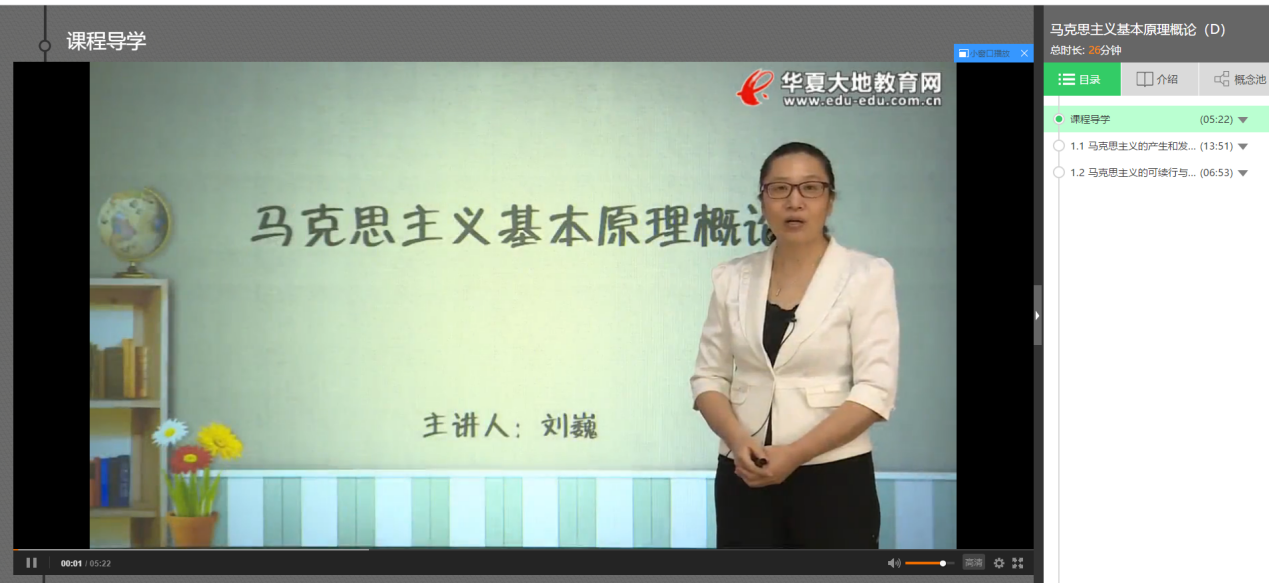 课程导学
小窗口播放
华夏大地教育网
www.edu-edu.com.cn
马克思主义基本原理概论
主讲人：刘巍
00:01 / 05:22
高清
马克思主义基本原理概论（D）
总时长: 26分钟
目录
介绍
概念池
课程导学 (05:22)
1.1 马克思主义的产生和发... (13:51)
1.2 马克思主义的可续行与... (06:53)